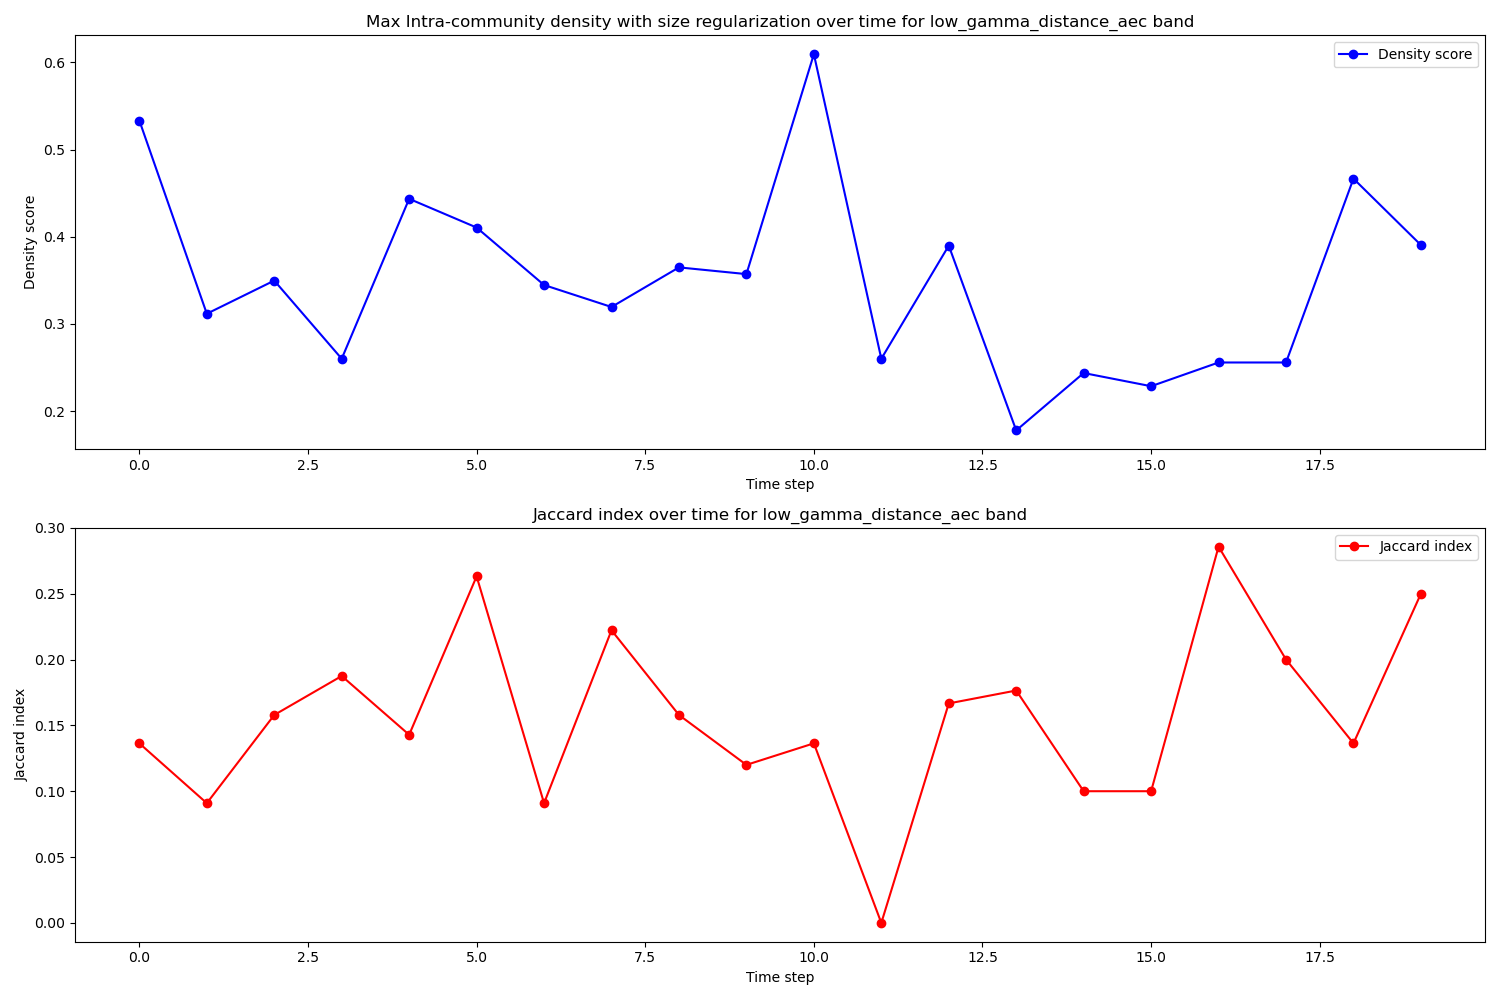 Max Intra-community density with size regularization over time for low_gamma_distance_aec band
Density score
0.6
0.5
0.4
0.3
0.2
Density score
0.0 2.5 5.0 7.5 10.0 12.5 15.0 17.5
Time step
Jaccard index over time for low_gamma_distance_aec band
Jaccard index
0.30
0.25
0.20
0.15
0.10
0.05
0.00
Jaccard index
0.0 2.5 5.0 7.5 10.0 12.5 15.0 17.5
Time step